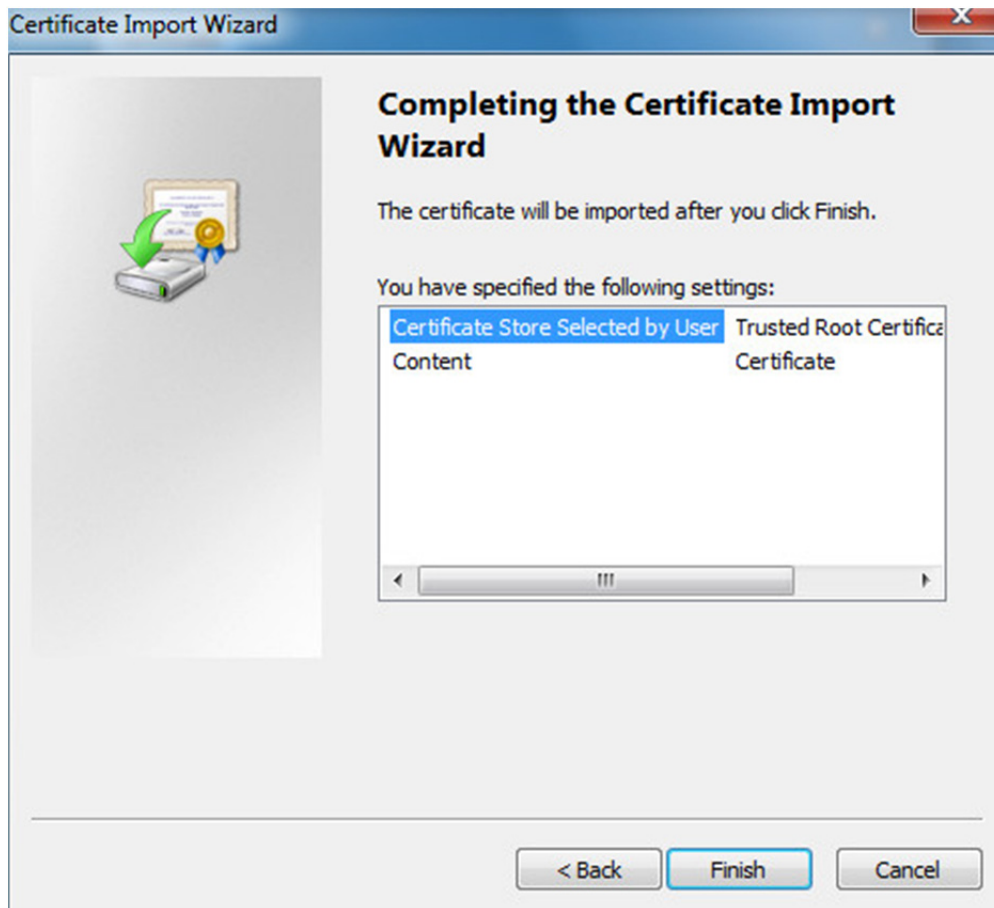 Certificate Import Wizard
Completing the Certificate Import
Wizard
The certificate will be imported after you click Finish.
You have specified the following settings:
Certificate Store Selected by User Trusted Root Certifica
Content Certificate
< Back Finish Cancel